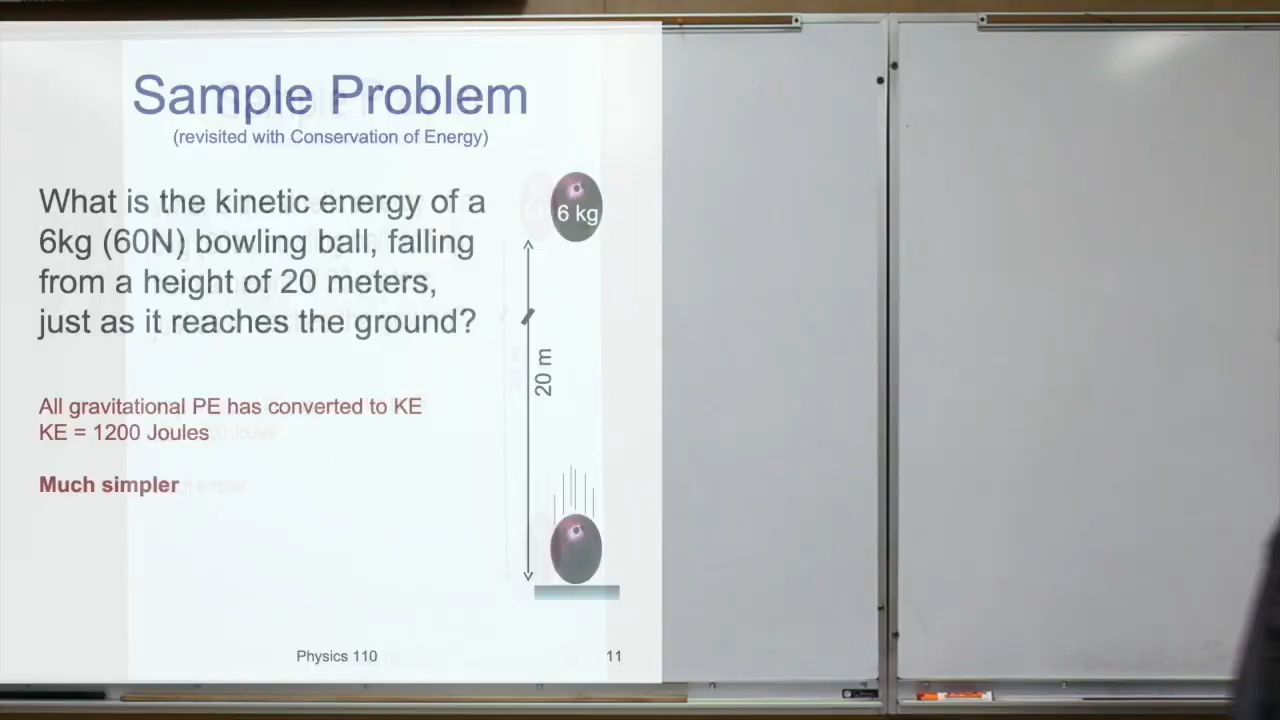 Sample Problem
(revisited with Conservation of Energy)
What is the kinetic energy of a
6kg (60N) bowling ball, falling
from a height of 20 meters,
just as it reaches the ground?
6 kg
20 m
All gravitational PE has converted to KE
KE = 1200 Joules
Much simpler
Physics 110
11